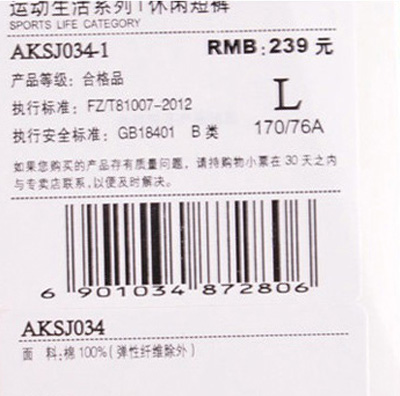 运动生活系列 | 休闲短裤
SPORTS LIFE CATEGORY
AKSJ034-1
RMB: 239 元
产品等级: 合格品
L
执行标准: FZ/T81007-2012
170/76A
执行安全标准: GB18401 B 类
如果您购买的产品存有质量问题, 请持购物小票在 30 天之内
与专卖店联系, 以便及时解决。
6 901034 872806
AKSJ034
面 料: 棉 100% (弹性纤维除外)